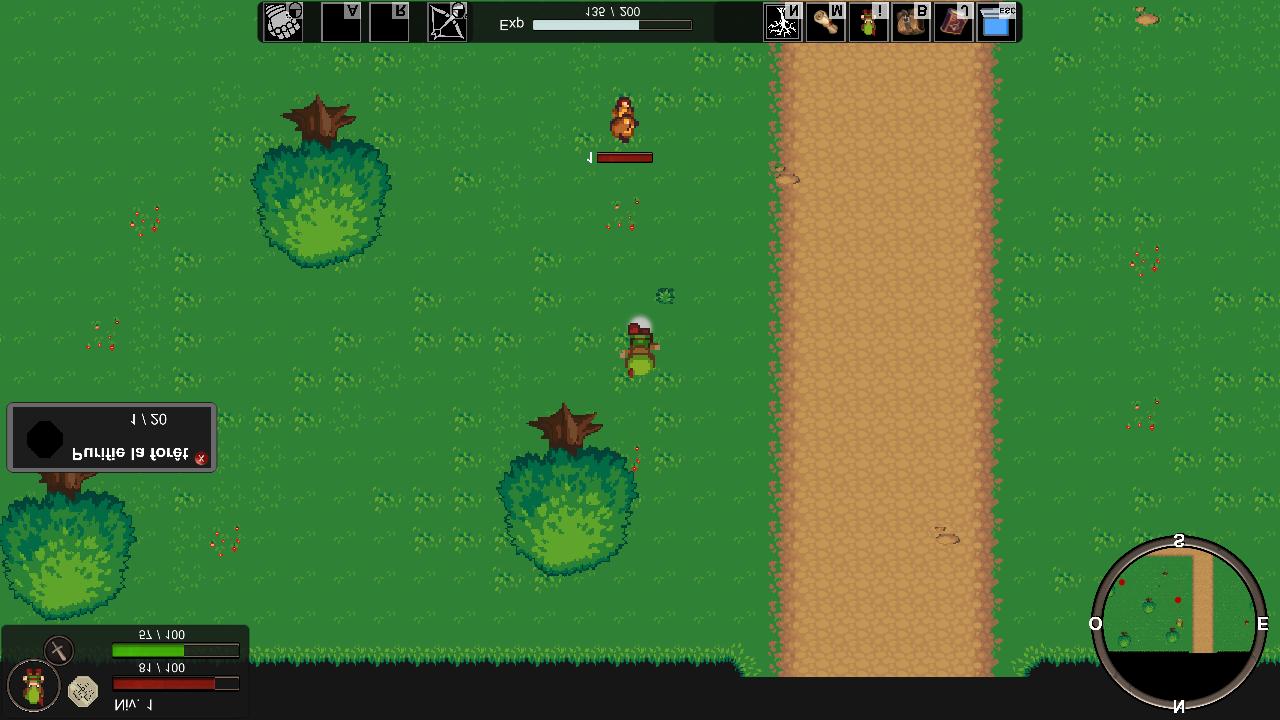 Niv. 1
81 / 100
57 / 100
N
O
E
S
Purifie la forêt
x
1 / 20
1
A
R
Exp
135 / 200
N
M
I
B
J
ESC